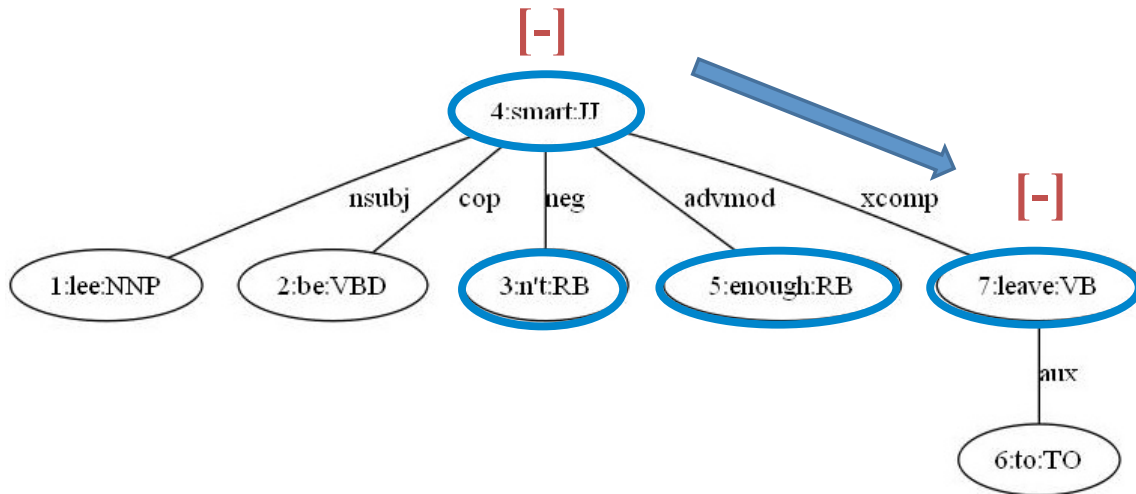 [-]
4:smart:JJ
nsubj cop neg advmod xcomp
[-]
1:lee:NNP 2:be:VBD 3:n't:RB 5:enough:RB 7:leave:VB
aux
6:to:TO